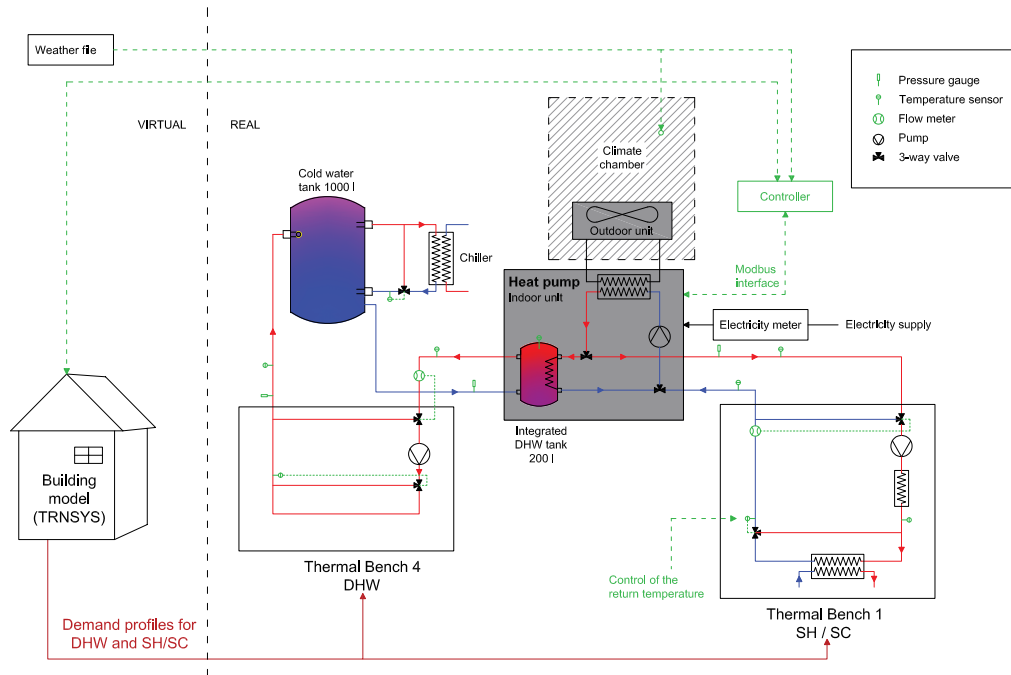 Weather file
VIRTUAL
REAL
Pressure gauge
Temperature sensor
Flow meter
Pump
3-way valve
Climate
chamber
Cold water
tank 1000 l
Controller
Outdoor unit
Chiller
Heat pump
Indoor unit
Modbus
interface
Electricity meter
Electricity supply
Integrated
DHW tank
200 l
Building
model
(TRNSYS)
Thermal Bench 4
DHW
Control of the
return temperature
Thermal Bench 1
SH / SC
Demand profiles for
DHW and SH/SC